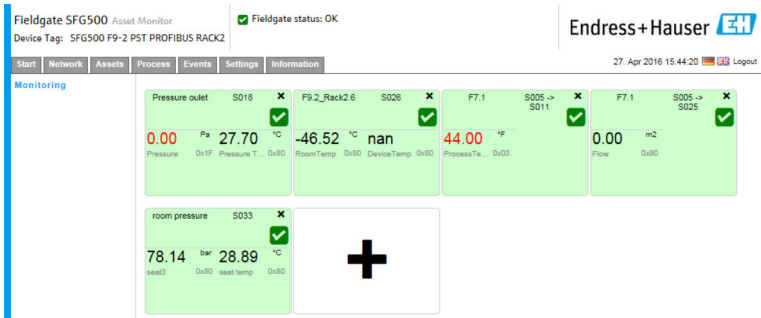 Fieldgate SFG500 Asset Monitor
Fieldgate status: OK
Device Tag: SFG500 F9-2 PST PROFIBUS RACK2
Endress+Hauser EH
Start Network Assets Process Events Settings Information
27. Apr 2016 15:44:20 Logout
Monitoring
Pressure oulet S018
0.00 Pa 27.70 °C
Pressure 0x1F Pressure T... 0x80
F9.2_Rack2.6 S026
-46.52 °C nan
RoomTemp 0x80 DeviceTemp 0x80
F7.1 S005 ->
S011
44.00 °F
ProcessTe... 0x03
F7.1 S005 ->
S025
0.00 m2
Flow 0x80
room pressure S033
78.14 bar 28.89 °C
seat3 0x80 seat temp 0x80